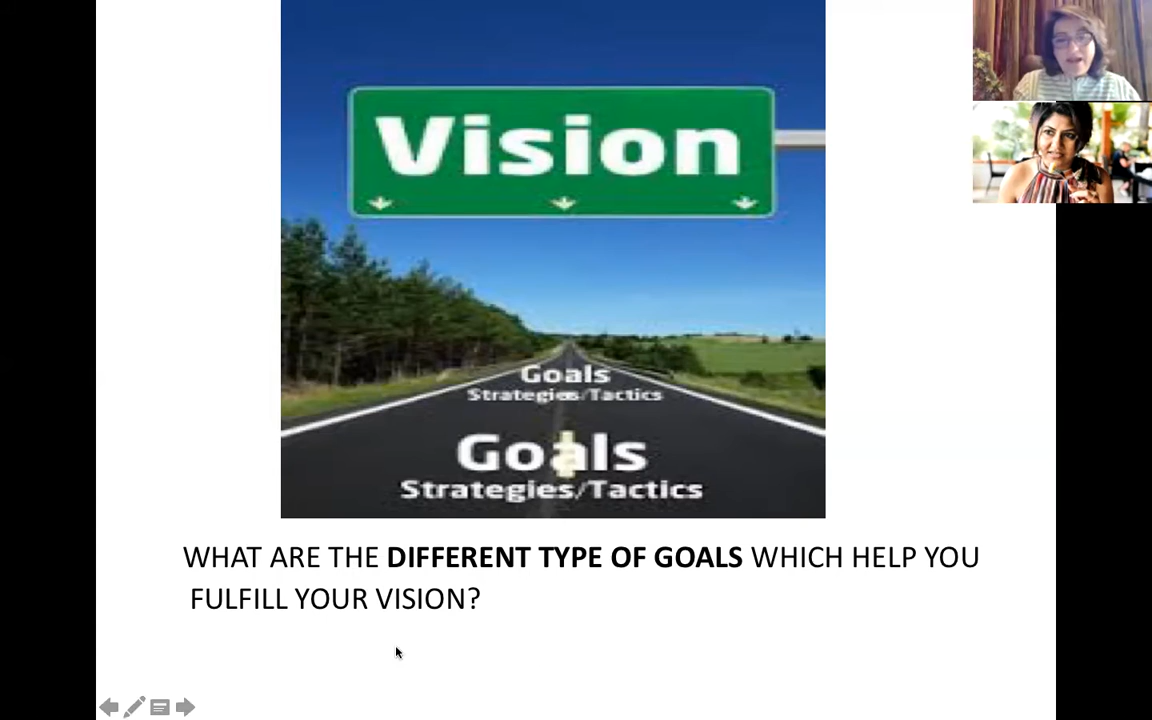 Vision
Goals
Strategies/Tactics
Goals
Strategies/Tactics
WHAT ARE THE DIFFERENT TYPE OF GOALS WHICH HELP YOU
FULFILL YOUR VISION?